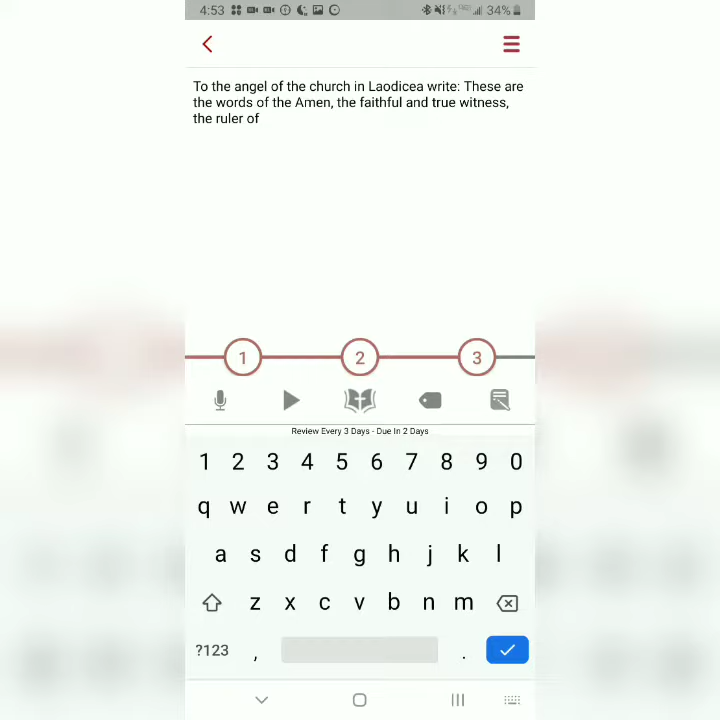 4:53 34%
To the angel of the church in Laodicea write: These are
the words of the Amen, the faithful and true witness,
the ruler of
1 2 3
Review Every 3 Days - Due In 2 Days
1 2 3 4 5 6 7 8 9 0
q w e r t y u i o p
a s d f g h j k l
z x c v b n m
?123 , .